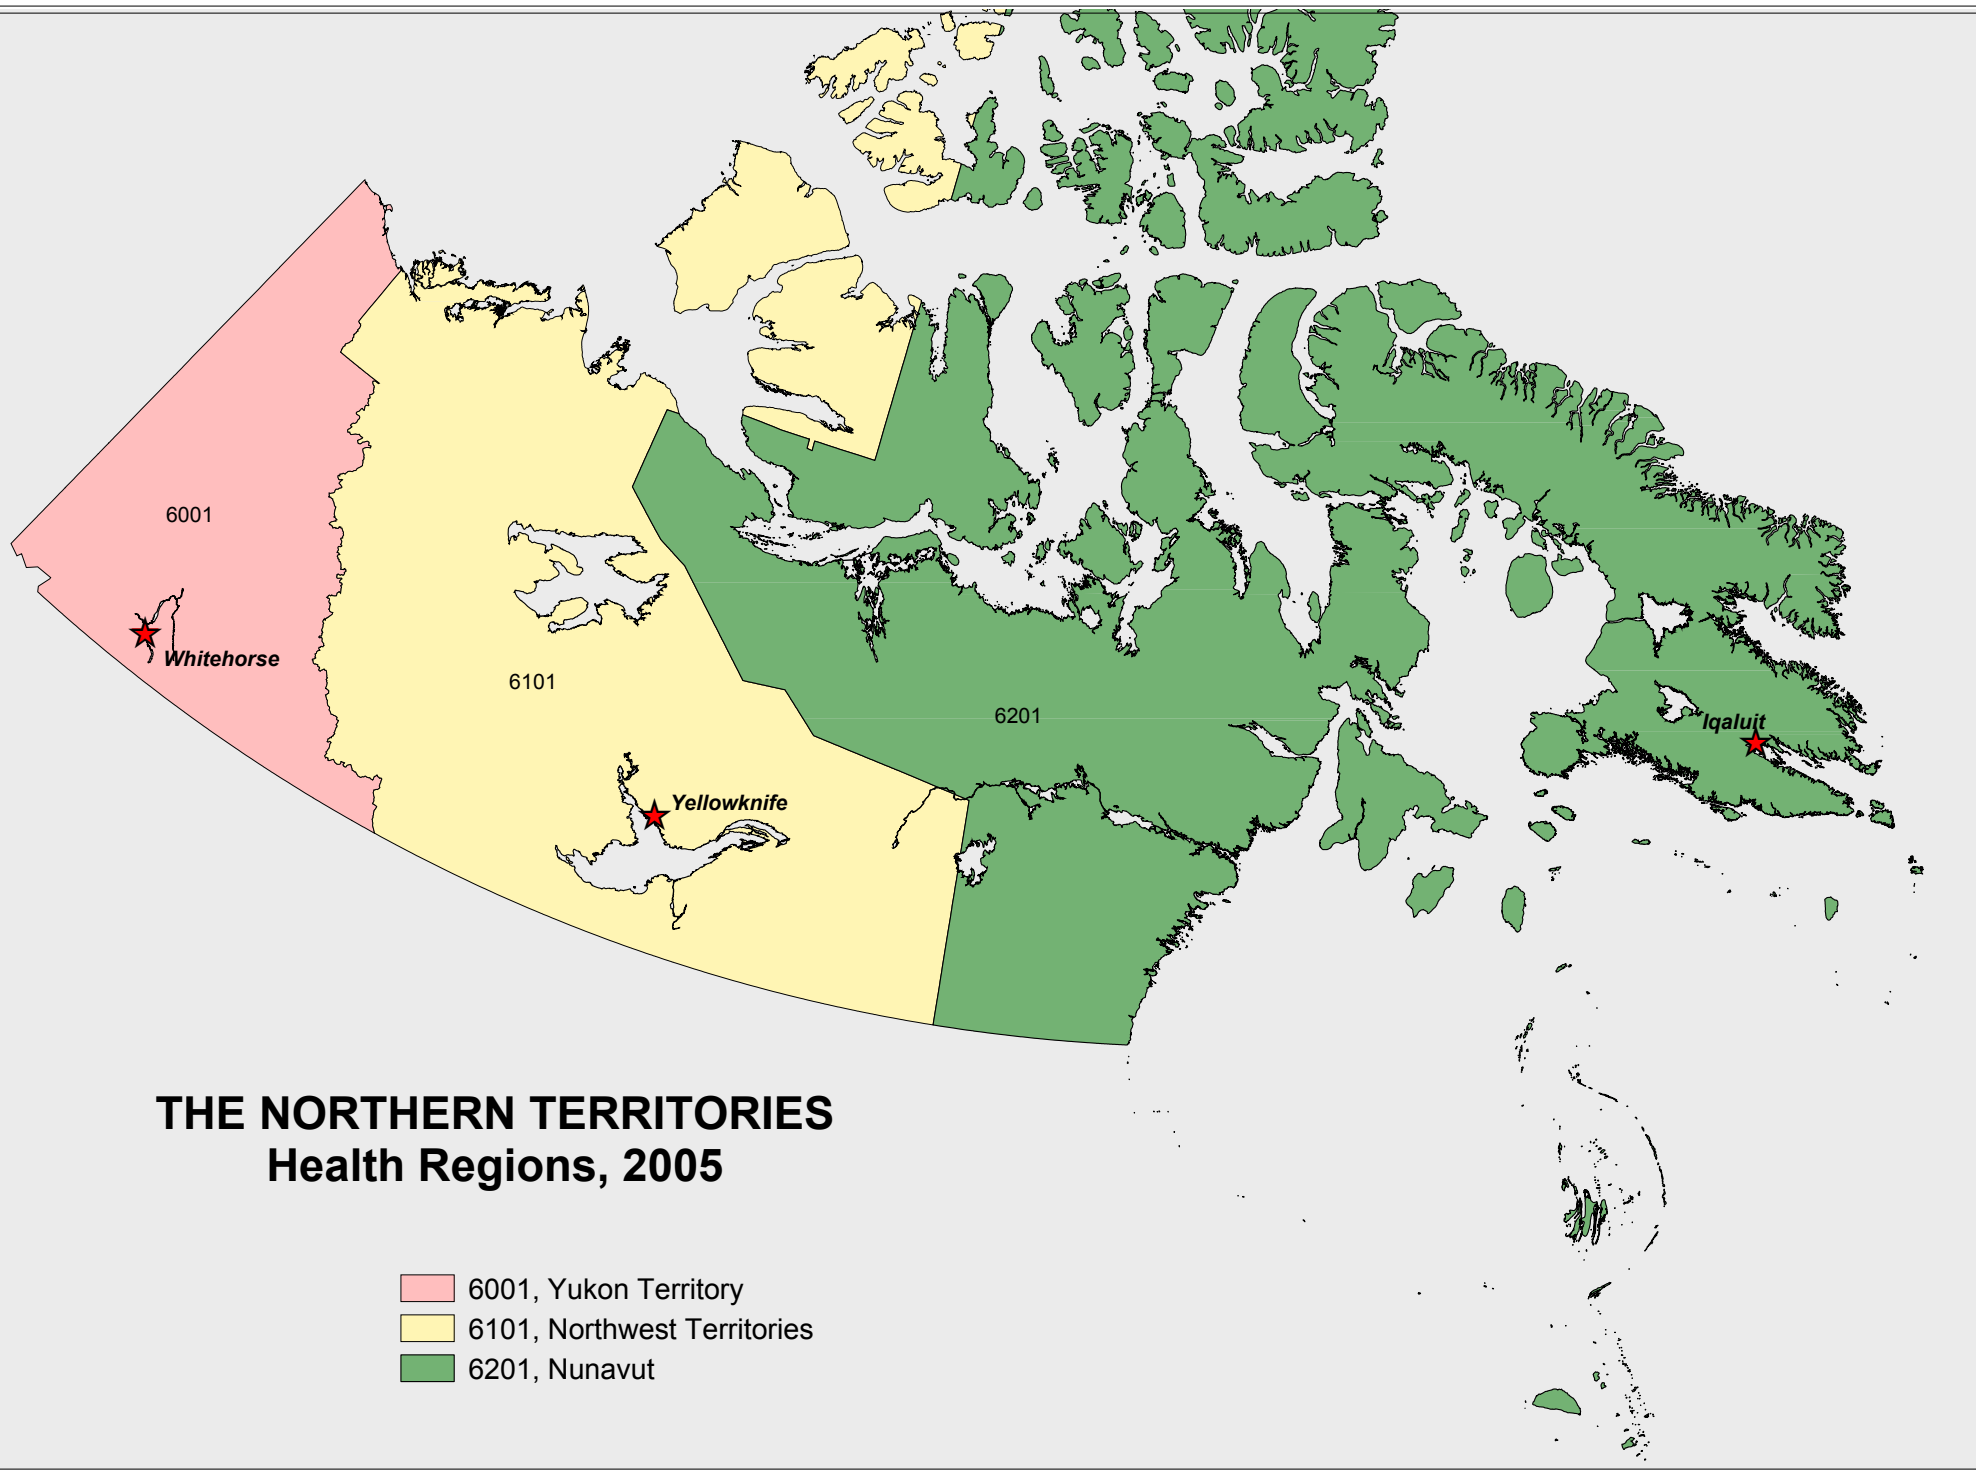 6001
Whitehorse
6101
6201
Iqaluit
Yellowknife
THE NORTHERN TERRITORIES
Health Regions, 2005
6001, Yukon Territory
6101, Northwest Territories
6201, Nunavut